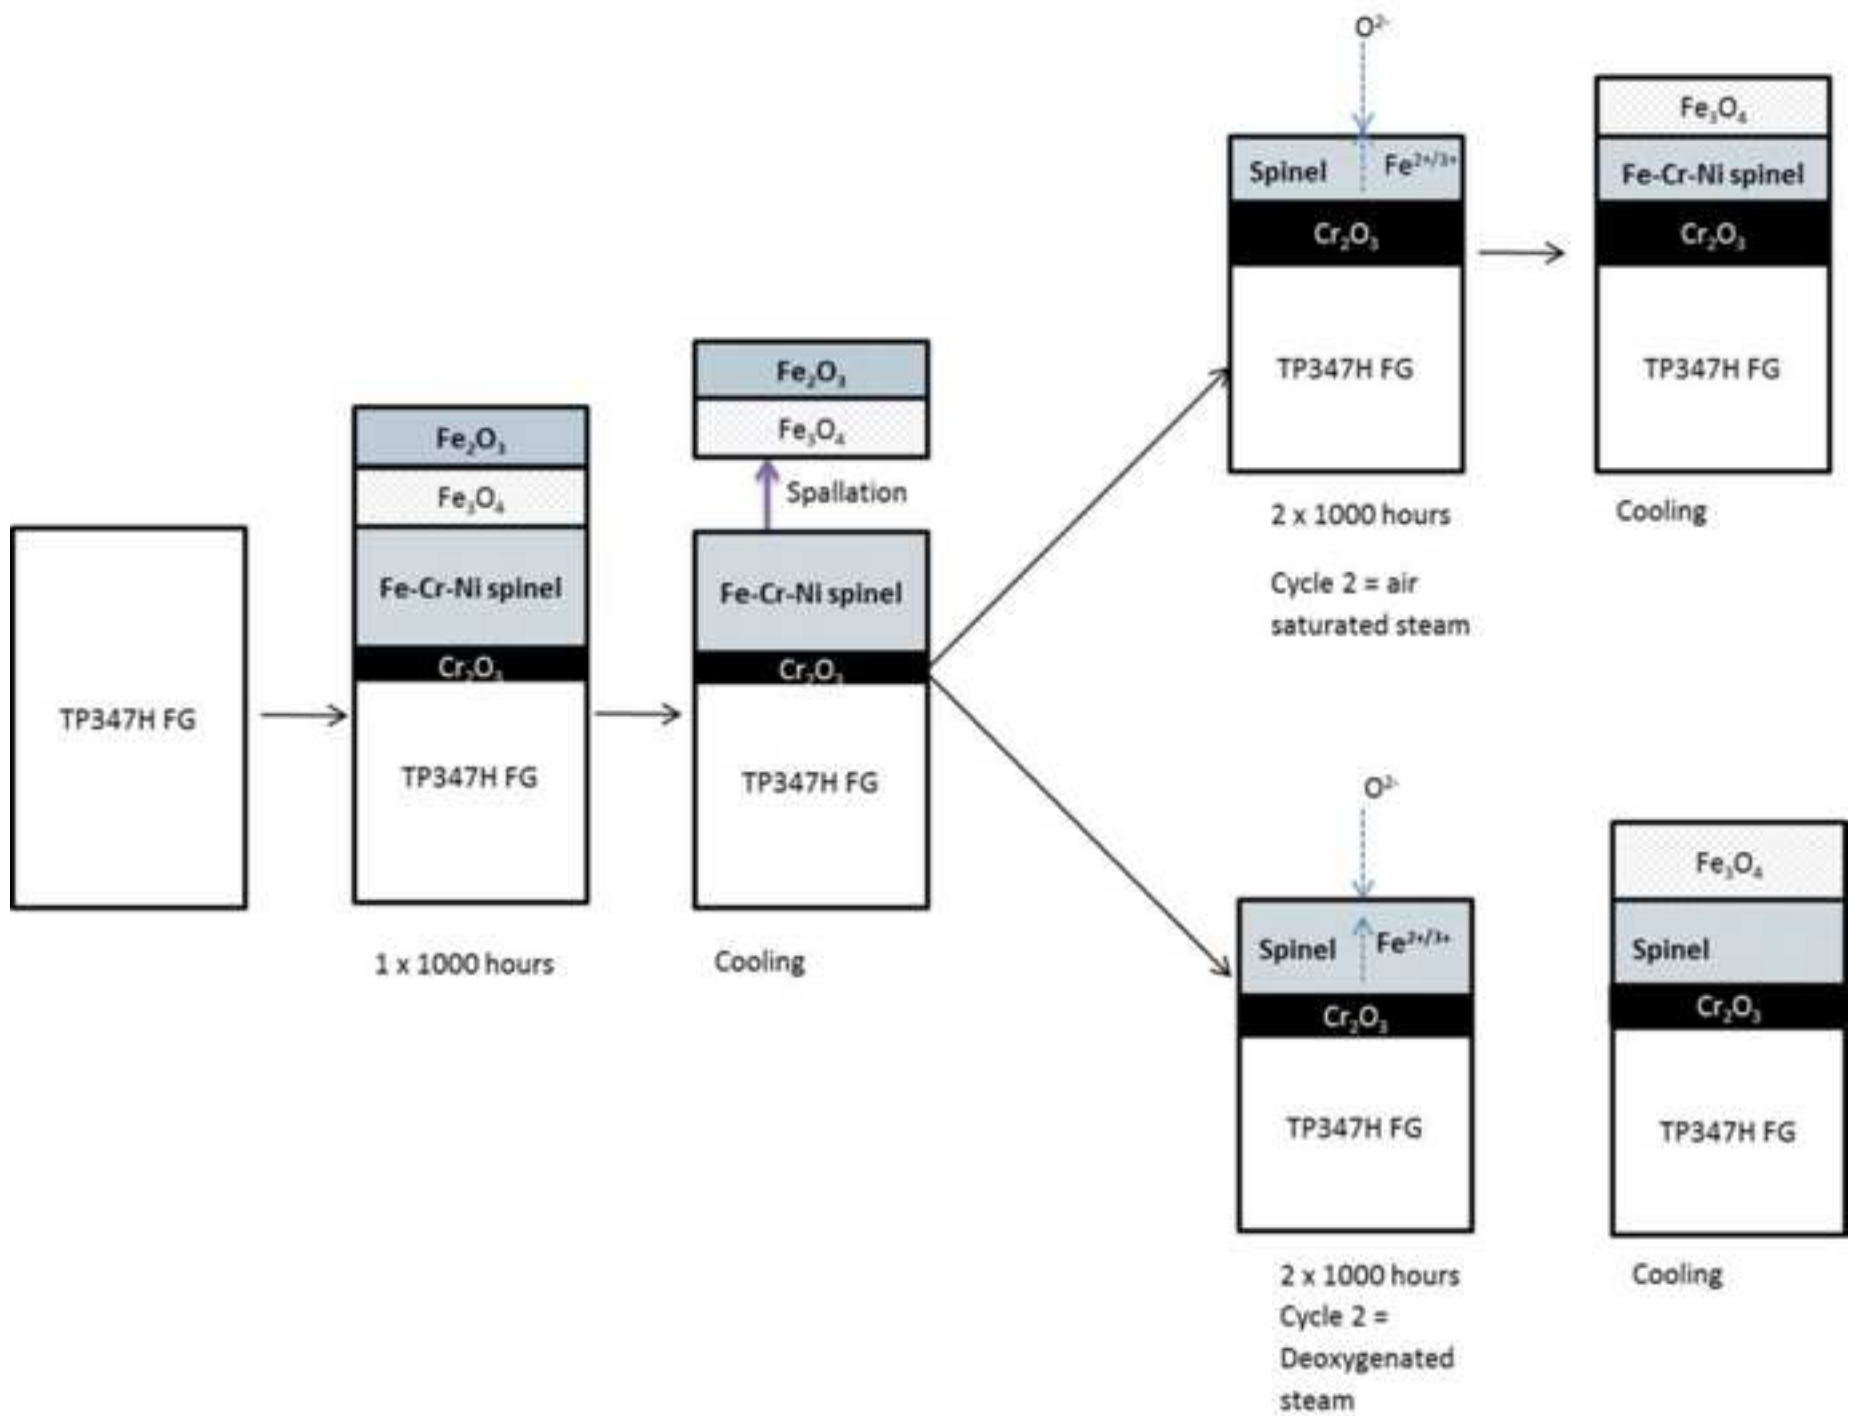 TP347H FG
Fe₂O₃
Fe₃O₄
Fe-Cr-Ni spinel
Cr₂O₃
TP347H FG
1 x 1000 hours
Fe₂O₃
Fe₃O₄
Spallation
Fe-Cr-Ni spinel
Cr₂O₃
TP347H FG
Cooling
O²⁻
Spinel Fe²⁺/³⁺
Cr₂O₃
TP347H FG
2 x 1000 hours
Cycle 2 = air
saturated steam
Fe₃O₄
Fe-Cr-Ni spinel
Cr₂O₃
TP347H FG
Cooling
O²⁻
Spinel Fe²⁺/³⁺
Cr₂O₃
TP347H FG
2 x 1000 hours
Cycle 2 =
Deoxygenated
steam
Fe₃O₄
Spinel
Cr₂O₃
TP347H FG
Cooling